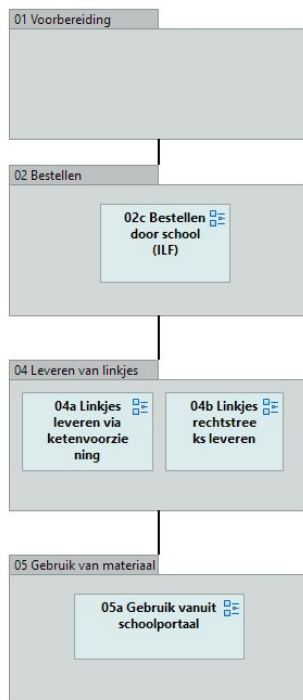 01 Voorbereiding
02 Bestellen
02c Bestellen
door school
(ILF)
04 Leveren van linkjes
04a Linkjes
leveren via
ketenvoorzie
ning
04b Linkjes
rechtstree
ks leveren
05 Gebruik van materiaal
05a Gebruik vanuit
schoolportaal